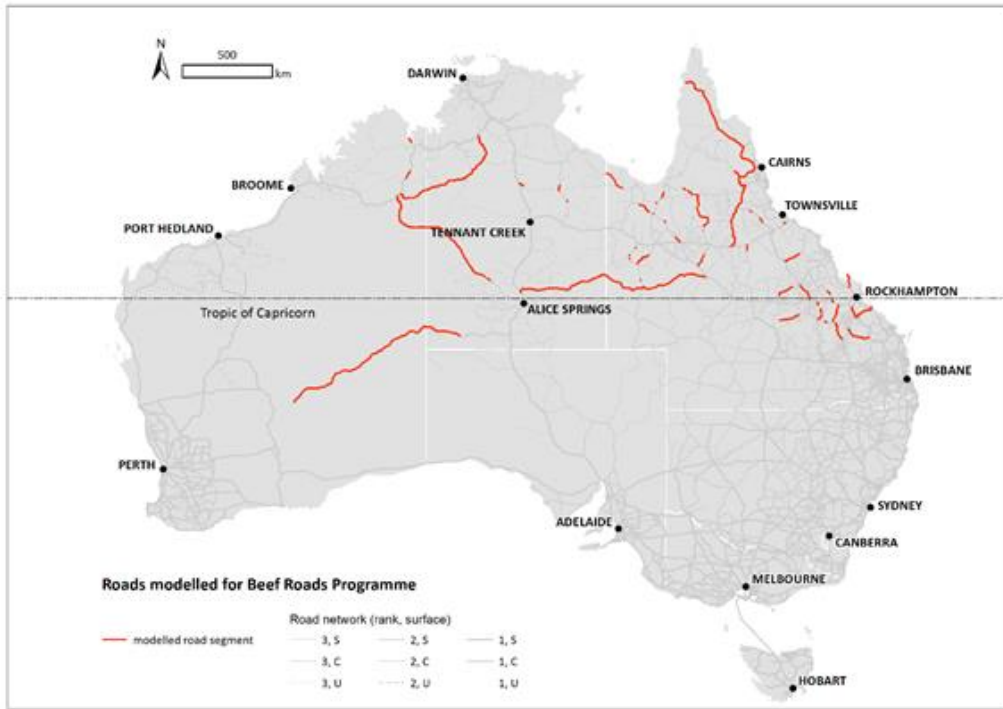 N
500
km
DARWIN
CAIRNS
BROOME
TOWNSVILLE
PORT HEDLAND
TENNANT CREEK
ROCKHAMPTON
ALICE SPRINGS
Tropic of Capricorn
BRISBANE
PERTH
SYDNEY
ADELAIDE
CANBERRA
MELBOURNE
Roads modelled for Beef Roads Programme
Road network (rank, surface)
modelled road segment
3, S 2, S 1, S
3, C 2, C 1, C
3, U 2, U 1, U
HOBART